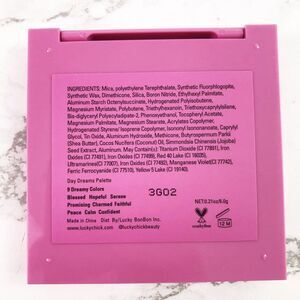 INGREDIENTS: Mica, polyethylene Terephthalate, Synthetic Fluorphlogopite,
Synthetic Wax, Dimethicone, Silica, Boron Nitride, Ethylhexyl Palmitate,
Aluminum Starch Octenylsuccinate, Hydrogenated Polyisobutene,
Magnesium Myristate, Polybutene, Triethylhexanoin, Triethoxycaprylylsilane,
Bis-diglyceryl Polyacyladipate-2, Phenoxyethanol, Tocopheryl Acetate,
Magnesium Palmitate, Magnesium Stearate, Acrylates Copolymer,
Hydrogenated Styrene/ Isoprene Copolymer, Isononyl Isononanoate, Caprylyl
Glycol, Tin Oxide, Aluminum Hydroxide, Methicone, Butyrospermum Parkii
(Shea Butter), Cocos Nucifera (Coconut) Oil, Simmondsia Chinensis (Jojoba)
Seed Extract, Aluminum, May Contains(): Titanium Dioxide (CI 77891),
Iron Oxides (CI 77491), Iron Oxides (CI 77499), Red 40 Lake (CI 16035),
Ultramarines(CI 77007), Iron Oxides (CI 77492), Manganese Violet(CI 77742),
Ferric Ferrocyanide (CI 77510), Yellow 5 Lake (CI 19140).
Day Dreams Palette
9 Dreamy Colors
Blessed Hopeful Serene
Promising Charmed Faithful
Peace Calm Confident
3G02
Made in China Dist. By/ Lucky BonBon Inc.
www.luckychick.com @luckychickbeauty
crueltyfree
12 M
NET WT. 0.21oz/6.0g